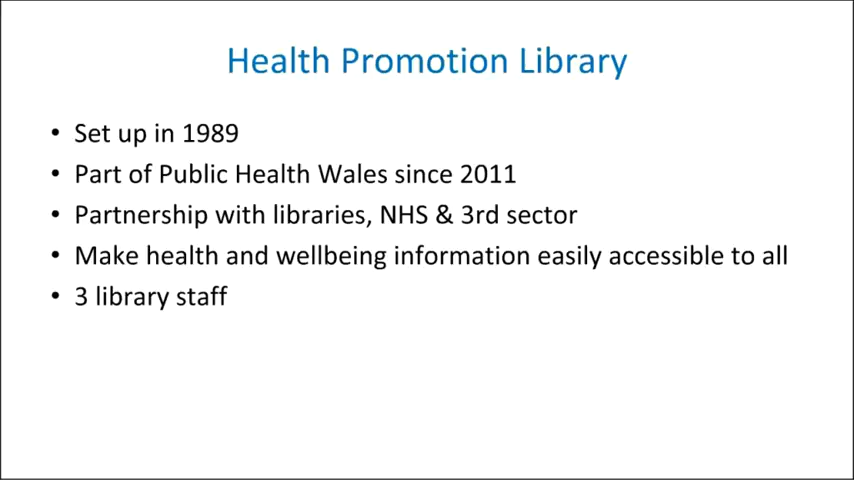 Health Promotion Library
• Set up in 1989
• Part of Public Health Wales since 2011
• Partnership with libraries, NHS & 3rd sector
• Make health and wellbeing information easily accessible to all
• 3 library staff